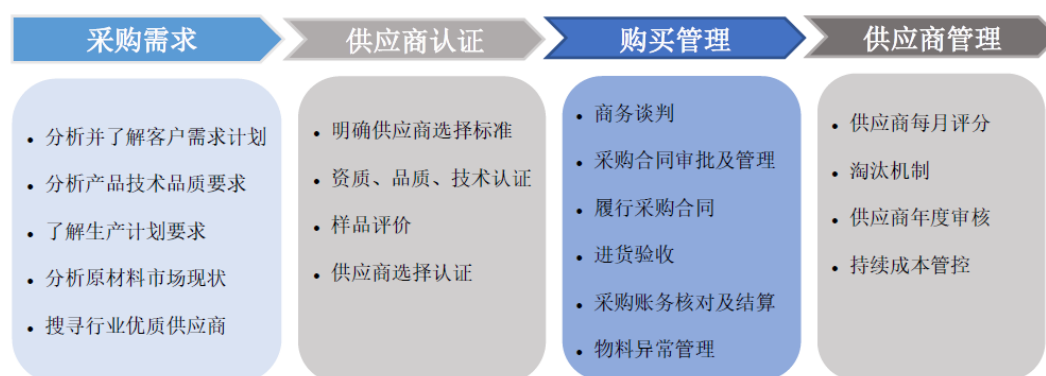 采购需求
供应商认证
购买管理
供应商管理
• 分析并了解客户需求计划
• 分析产品技术品质要求
• 了解生产计划要求
• 分析原材料市场现状
• 搜寻行业优质供应商
• 明确供应商选择标准
• 资质、品质、技术认证
• 样品评价
• 供应商选择认证
• 商务谈判
• 采购合同审批及管理
• 履行采购合同
• 进货验收
• 采购账务核对及结算
• 物料异常管理
• 供应商每月评分
• 淘汰机制
• 供应商年度审核
• 持续成本管控